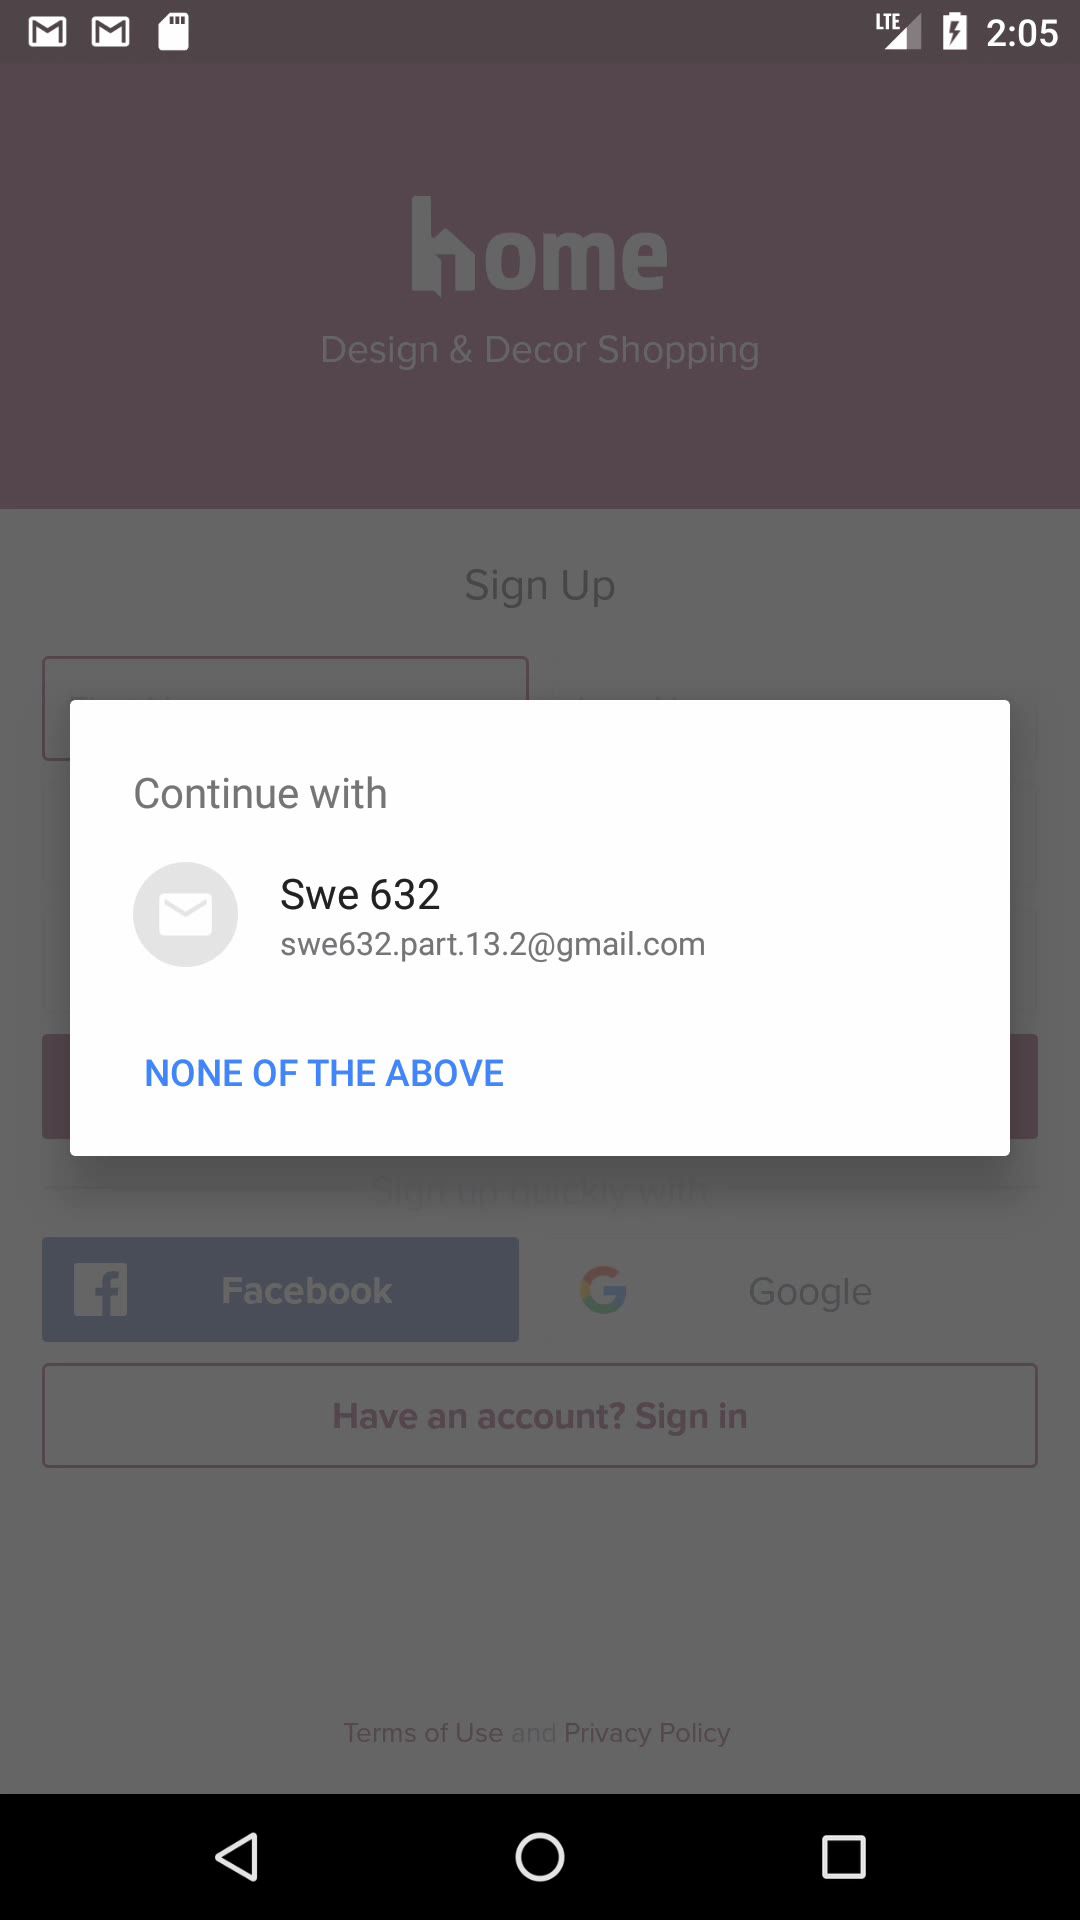 LTE 2:05
home
Design & Decor Shopping
Sign Up
Continue with
Swe 632
swe632.part.13.2@gmail.com
NONE OF THE ABOVE
Sign up quickly with
Facebook
Google
Have an account? Sign in
Terms of Use and Privacy Policy